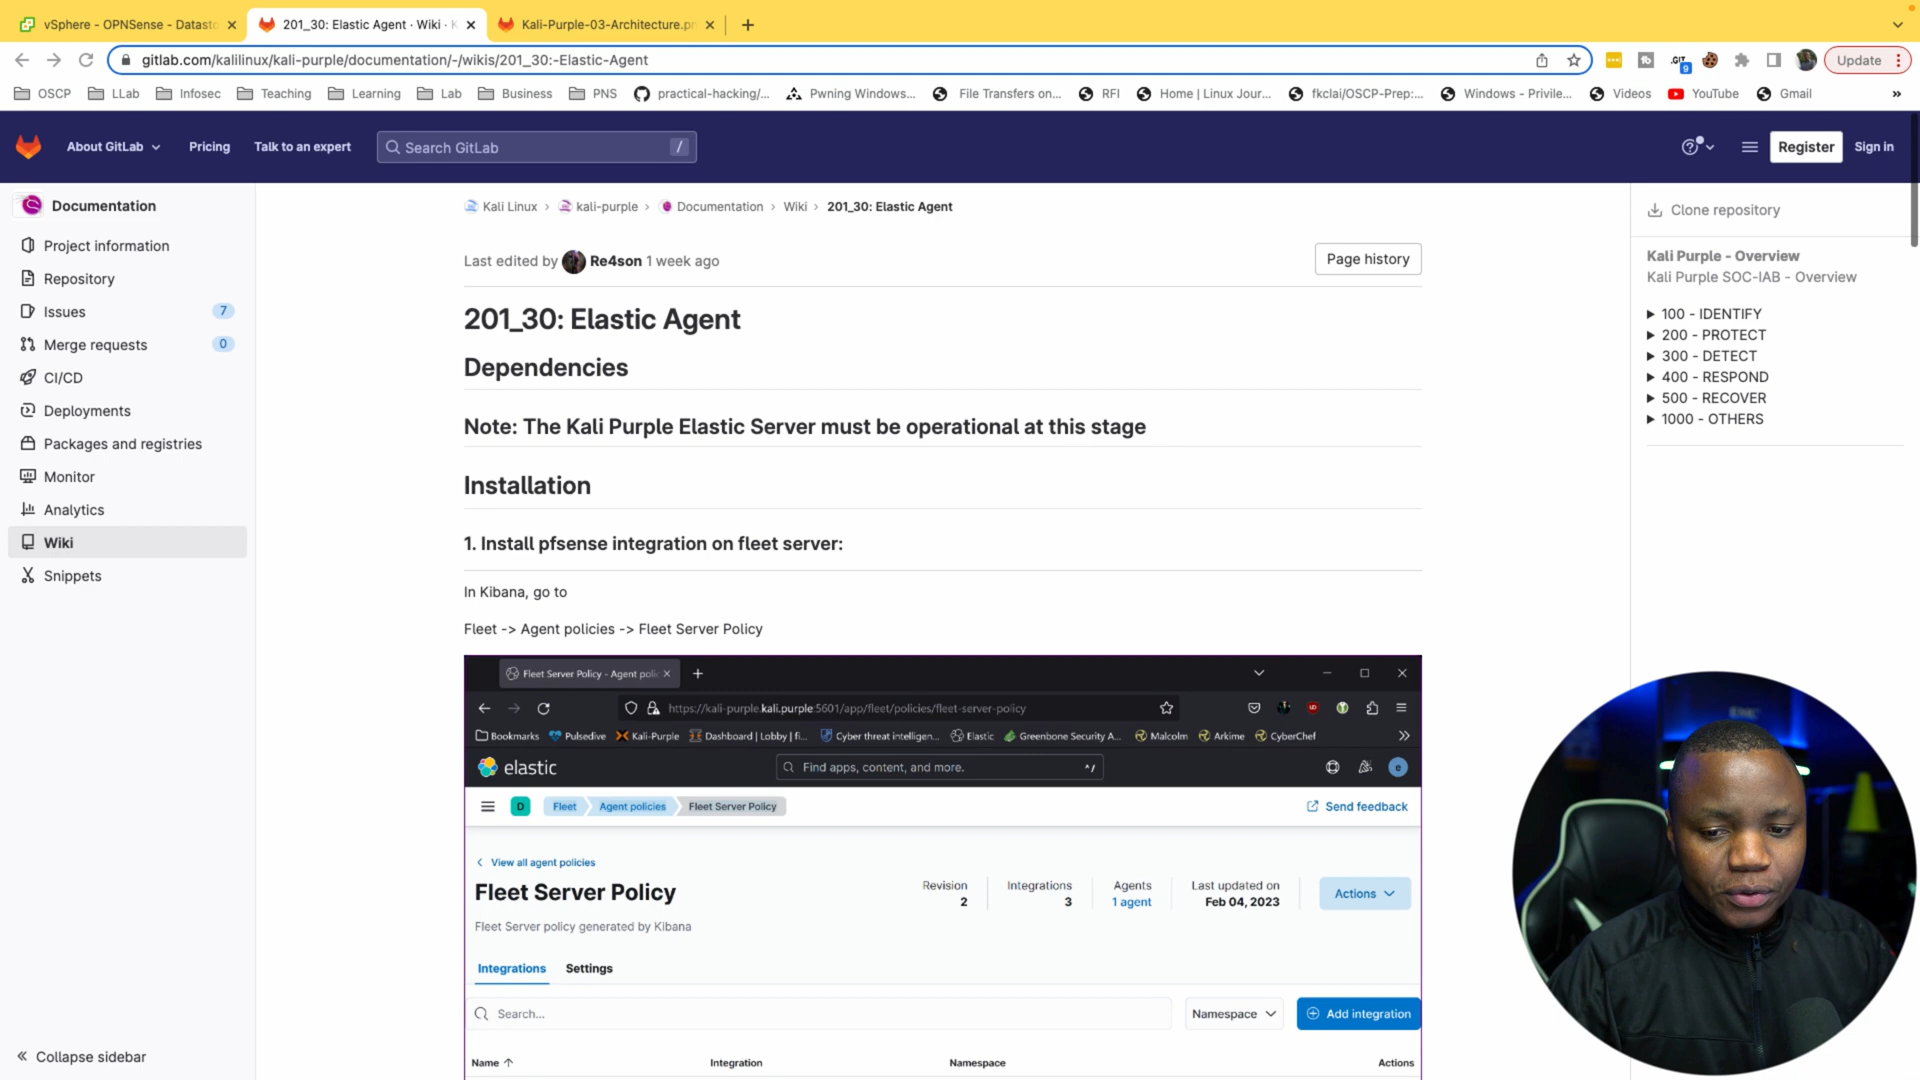 vSphere - OPNSense - Datast
201_30: Elastic Agent · Wiki · K
Kali-Purple-03-Architecture.pn
gitlab.com/kalilinux/kali-purple/documentation/-/wikis/201_30:-Elastic-Agent
Update
OSCP
LLab
Infosec
Teaching
Learning
Lab
Business
PNS
practical-hacking/...
Pwning Windows...
File Transfers on...
RFI
Home | Linux Jour...
fkclai/OSCP-Prep:...
Windows - Privile...
Videos
YouTube
Gmail
About GitLab
Pricing
Talk to an expert
Search GitLab
/
Register
Sign in
Documentation
Project information
Repository
Issues 7
Merge requests 0
CI/CD
Deployments
Packages and registries
Monitor
Analytics
Wiki
Snippets
Collapse sidebar
Kali Linux › kali-purple › Documentation › Wiki › 201_30: Elastic Agent
Last edited by Re4son 1 week ago
Page history
201_30: Elastic Agent
Dependencies
Note: The Kali Purple Elastic Server must be operational at this stage
Installation
1. Install pfsense integration on fleet server:
In Kibana, go to
Fleet -> Agent policies -> Fleet Server Policy
Fleet Server Policy - Agent polic
https://kali-purple.kali.purple:5601/app/fleet/policies/fleet-server-policy
Bookmarks
Pulsedive
Kali-Purple
Dashboard | Lobby | fi...
Cyber threat intelligen...
Elastic
Greenbone Security A...
Malcolm
Arkime
CyberChef
elastic
Find apps, content, and more.
^/
e
D
Fleet
Agent policies
Fleet Server Policy
Send feedback
View all agent policies
Fleet Server Policy
Fleet Server policy generated by Kibana
Revision
2
Integrations
3
Agents
1 agent
Last updated on
Feb 04, 2023
Actions
Integrations
Settings
Search...
Namespace
Add integration
Name ↑
Integration
Namespace
Actions
Clone repository
Kali Purple - Overview
Kali Purple SOC-IAB - Overview
100 - IDENTIFY
200 - PROTECT
300 - DETECT
400 - RESPOND
500 - RECOVER
1000 - OTHERS